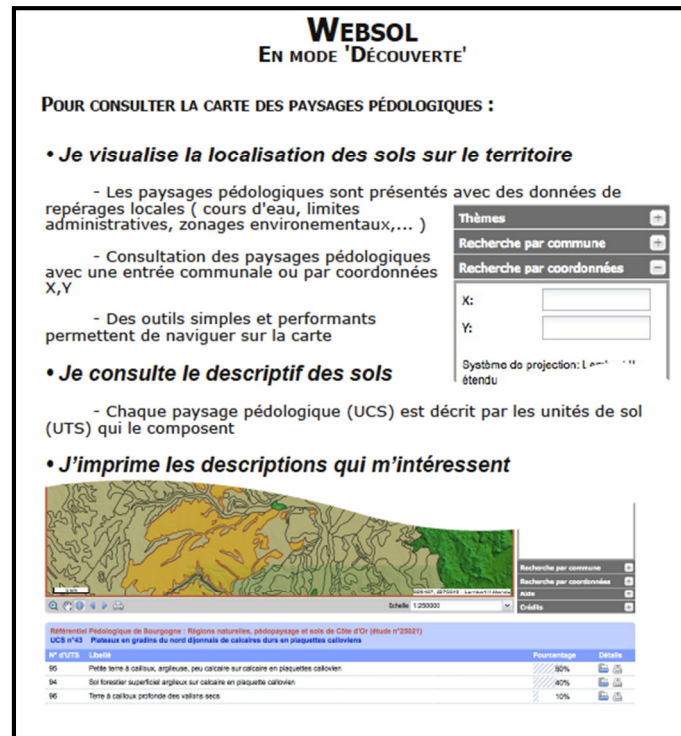 WEBSOL
EN MODE 'DÉCOUVERTE'
POUR CONSULTER LA CARTE DES PAYSAGES PÉDOLOGIQUES :
• Je visualise la localisation des sols sur le territoire
- Les paysages pédologiques sont présentés avec des données de
repérages locales ( cours d'eau, limites
administratives, zonages environementaux,... )
- Consultation des paysages pédologiques
avec une entrée communale ou par coordonnées
X,Y
- Des outils simples et performants
permettent de naviguer sur la carte
Thèmes
Recherche par commune
Recherche par coordonnées
X:
Y:
Système de projection:
étendu
• Je consulte le descriptif des sols
- Chaque paysage pédologique (UCS) est décrit par les unités de sol
(UTS) qui le composent
• J'imprime les descriptions qui m'intéressent
Recherche par commune
Recherche par coordonnées
Aide
Crédits
Echelle 1:250000
Référentiel Pédologique de Bourgogne : Régions naturelles, pédopaysage et sols de Côte d'Or (étude n°25021)
UCS n°43 Plateaux en gradins du nord dijonnais de calcaires durs en plaquettes calloviens
N° d'UTS Libellé Pourcentage Détails
95 Petite terre à cailloux, argileuse, peu calcaire sur calcaire en plaquettes callovien 50%
94 Sol forestier superficiel argileux sur calcaire en plaquette callovien 40%
96 Terre à cailloux profonde des vallons secs 10%